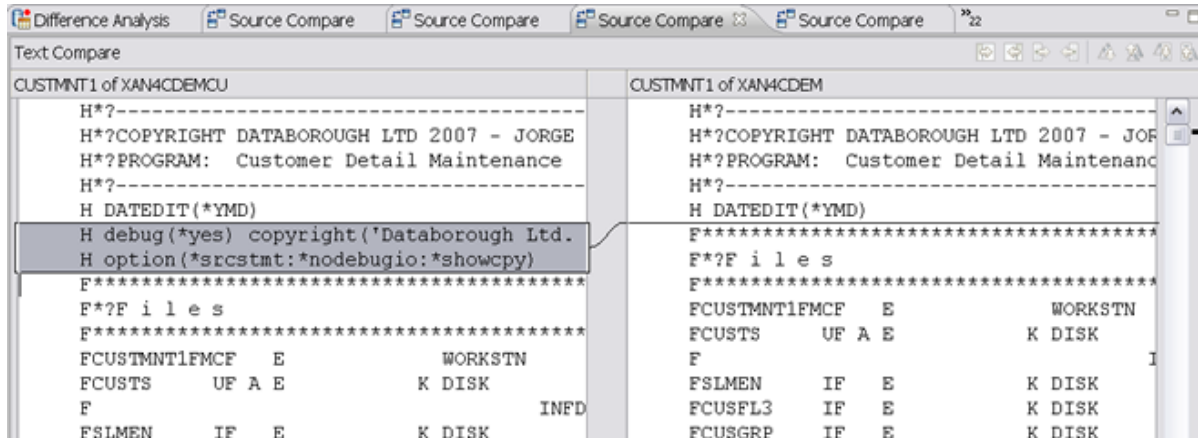 Difference Analysis Source Compare Source Compare Source Compare Source Compare »22
Text Compare
CUSTMNT1 of XAN4CDEMCU
H*?-----------------------------------------
H*?COPYRIGHT DATABOROUGH LTD 2007 - JORGE
H*?PROGRAM:  Customer Detail Maintenance
H*?-----------------------------------------
H DATEDIT(*YMD)
H debug(*yes) copyright('Databorough Ltd.
H option(*srcstmt:*nodebugio:*showcpy)
F*******************************************
F*?F i l e s
F*******************************************
FCUSTMNT1FMCF   E             WORKSTN
FCUSTS     UF A E           K DISK
F                                      INFD
FSLMEN     IF   E           K DISK
CUSTMNT1 of XAN4CDEM
H*?--------------------------------------
H*?COPYRIGHT DATABOROUGH LTD 2007 - JOR
H*?PROGRAM:  Customer Detail Maintenanc
H*?--------------------------------------
H DATEDIT(*YMD)
F****************************************
F*?F i l e s
F****************************************
FCUSTMNT1FMCF   E             WORKSTN
FCUSTS     UF A E           K DISK
F                                      I
FSLMEN     IF   E           K DISK
FCUSFL3    IF   E           K DISK
FCUSGRP    IF   E           K DISK